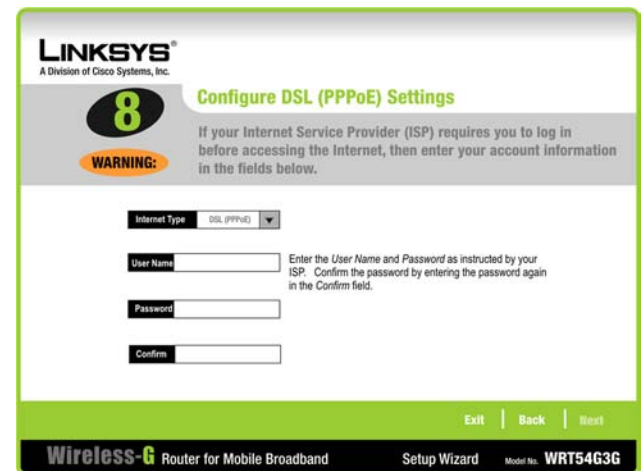 LINKSYS®
A Division of Cisco Systems, Inc.
8
Configure DSL (PPPoE) Settings
WARNING:
If your Internet Service Provider (ISP) requires you to log in
before accessing the Internet, then enter your account information
in the fields below.
Internet Type DSL (PPPoE)
User Name
Enter the User Name and Password as instructed by your
ISP. Confirm the password by entering the password again
in the Confirm field.
Password
Confirm
Exit Back Next
Wireless-G Router for Mobile Broadband Setup Wizard Model No. WRT54G3G